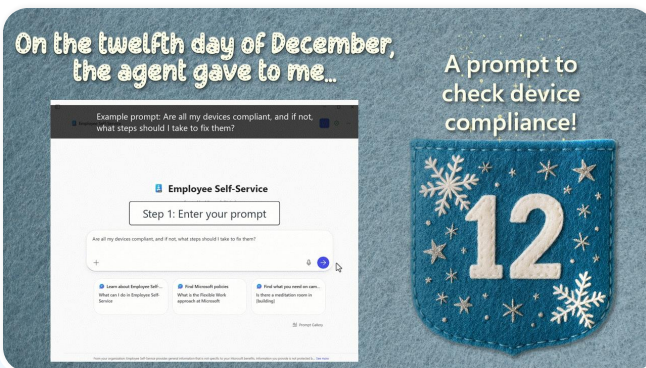 On the twelfth day of December,
the agent gave to me...
A prompt to
check device
compliance!
Example prompt: Are all my devices compliant, and if not,
what steps should I take to fix them?
Employee Self-Service
Step 1: Enter your prompt
Are all my devices compliant, and if not, what steps should I take to fix them?
Learn about Employee Self-...
What can I do in Employee Self-
Service
Find Microsoft policies
What is the Flexible Work
approach at Microsoft
Find what you need on cam...
Is there a meditation room in
[building]
Prompt Gallery
See more
12